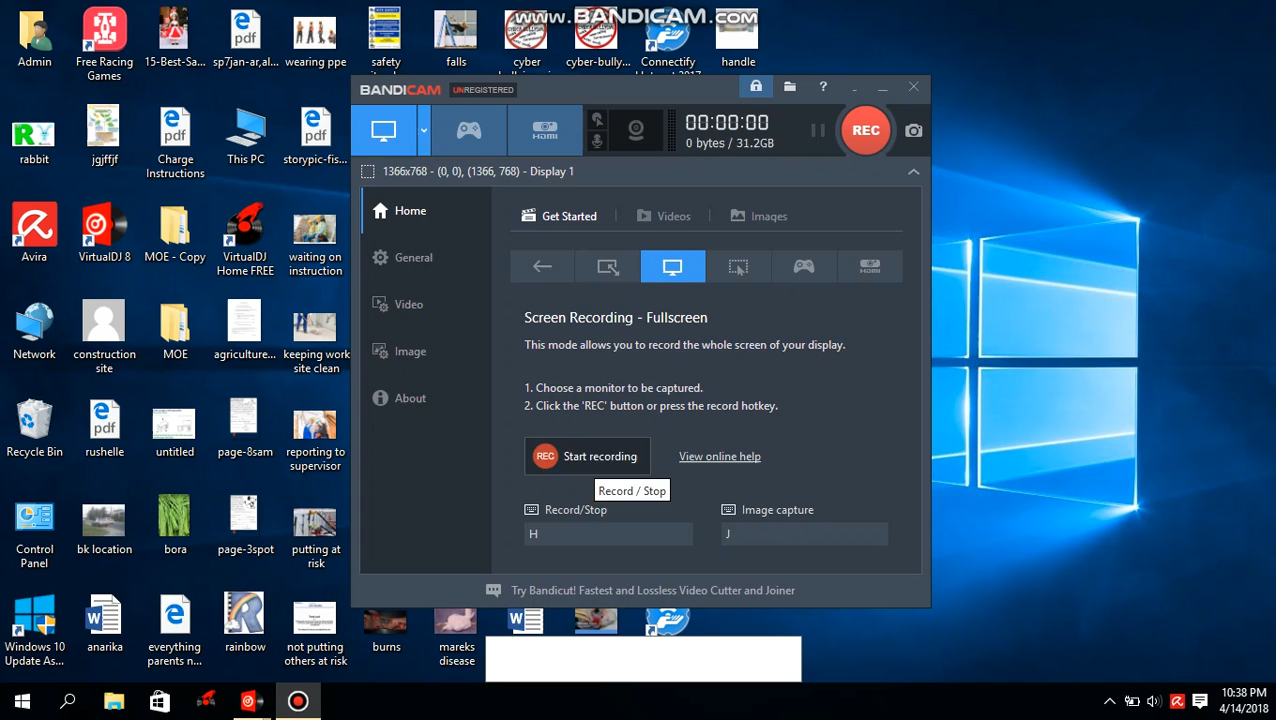 www.BANDICAM.com
Admin
Free Racing
Games
15-Best-Sa...
sp7jan-ar,al...
wearing ppe
safety
falls
cyber
cyber-bully...
Connectify
handle
rabbit
jgjffjf
Charge
Instructions
This PC
storypic-fis...
Avira
VirtualDJ 8
MOE - Copy
VirtualDJ
Home FREE
waiting on
instruction
Network
construction
site
MOE
agriculture...
keeping work
site clean
Recycle Bin
rushelle
untitled
page-8sam
reporting to
supervisor
Control
Panel
bk location
bora
page-3spot
putting at
risk
Windows 10
Update As...
anarika
everything
parents n...
rainbow
not putting
others at risk
burns
mareks
disease
BANDICAM UNREGISTERED
HDMI
00:00:00
0 bytes / 31.2GB
REC
1366x768 - (0, 0), (1366, 768) - Display 1
Home
General
Video
Image
About
Get Started
Videos
Images
HDMI
Screen Recording - Fullscreen
This mode allows you to record the whole screen of your display.
1. Choose a monitor to be captured.
2. Click the 'REC' button or press the record hotkey.
REC Start recording
View online help
Record / Stop
Record/Stop
Image capture
H
J
Try Bandicut! Fastest and Lossless Video Cutter and Joiner
10:38 PM
4/14/2018